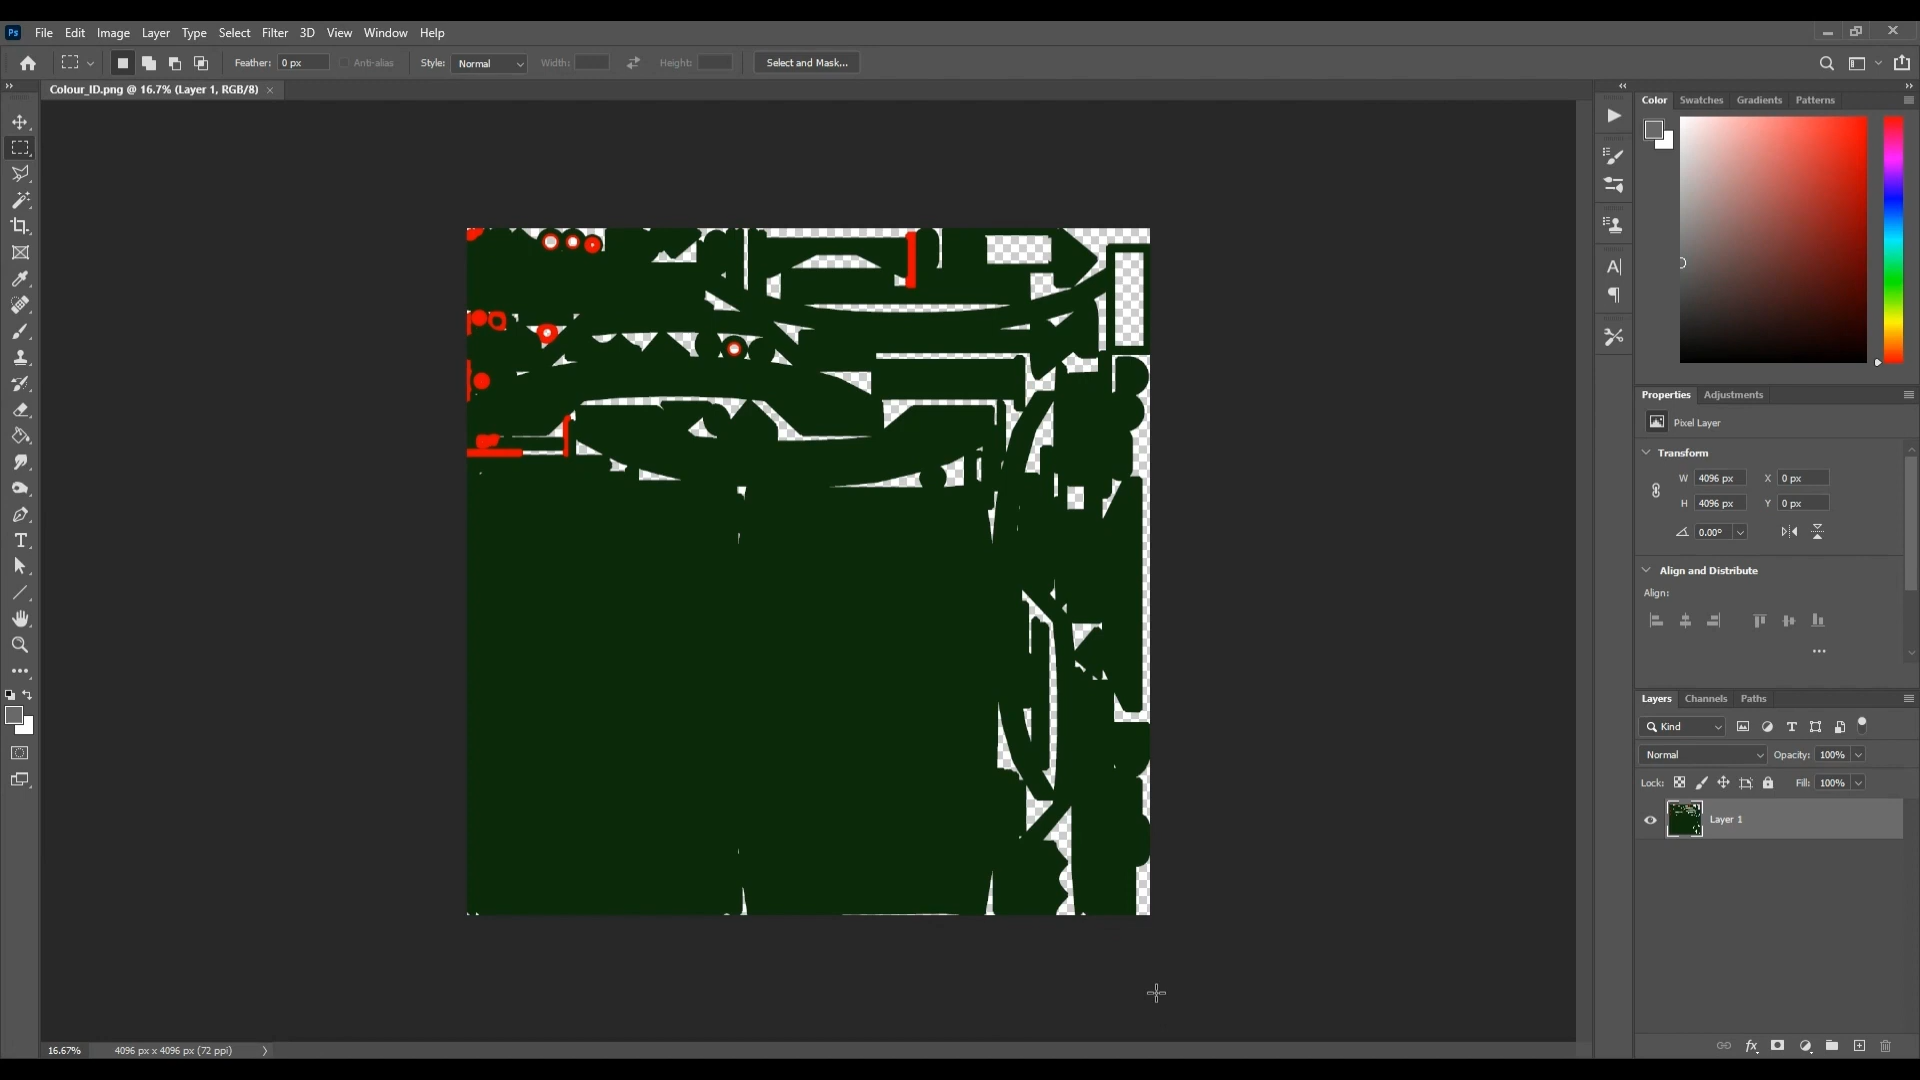 Ps File Edit Image Layer Type Select Filter 3D View Window Help
Feather: 0 px Anti-alias Style: Normal Width: Height: Select and Mask...
Colour_ID.png @ 16.7% (Layer 1, RGB/8) ×
Color Swatches Gradients Patterns
Properties Adjustments
Pixel Layer
Transform
W 4096 px X 0 px
H 4096 px Y 0 px
0.00°
Align and Distribute
Align:
Layers Channels Paths
Kind
Normal Opacity: 100%
Lock: Fill: 100%
Layer 1
16.67% 4096 px x 4096 px (72 ppi)